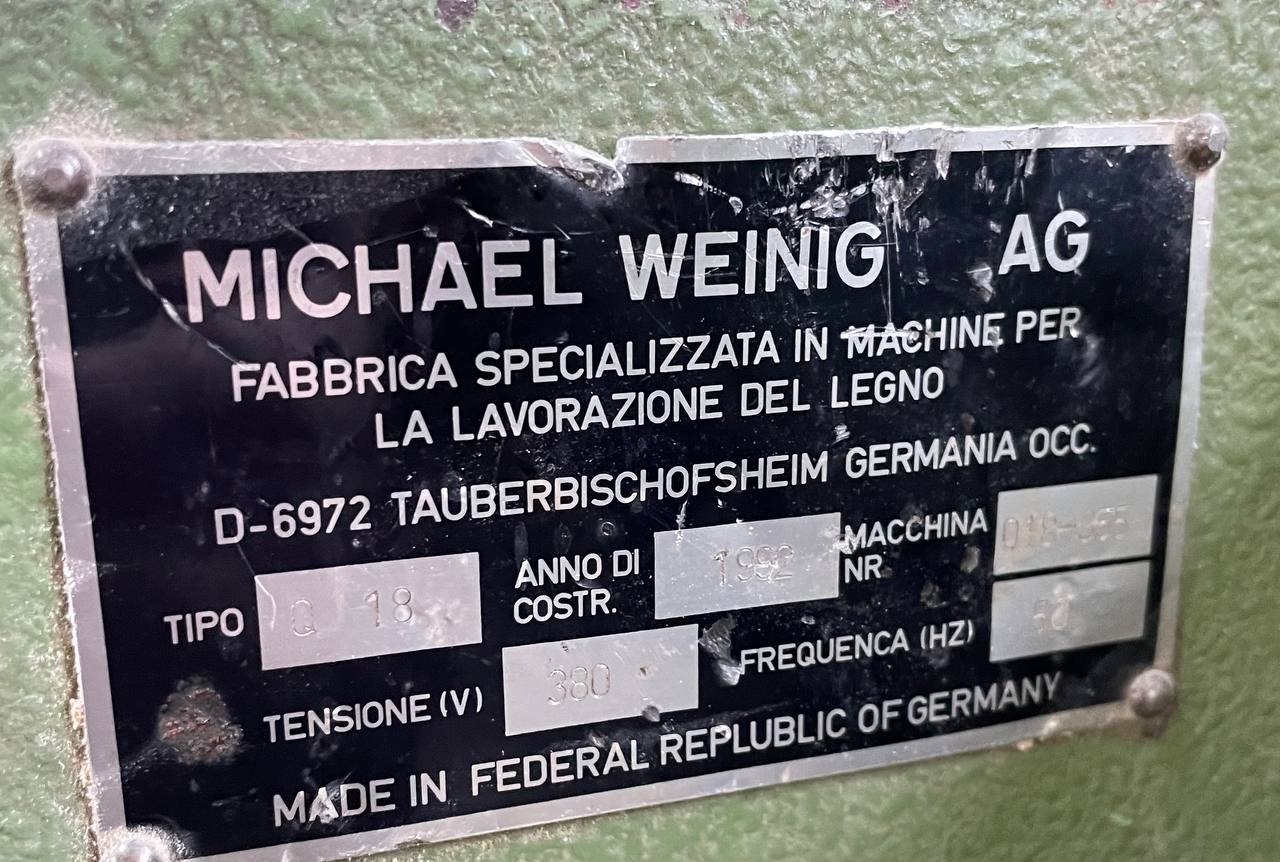 MICHAEL WEINIG AG
FABBRICA SPECIALIZZATA IN MACHINE PER
LA LAVORAZIONE DEL LEGNO
D-6972 TAUBERBISCHOFSHEIM GERMANIA OCC.
TIPO Q 18 ANNO DI COSTR. 1992 MACCHINA NR.
TENSIONE (V) 380 FREQUENCA (HZ) 50
MADE IN FEDERAL REPLUBLIC OF GERMANY